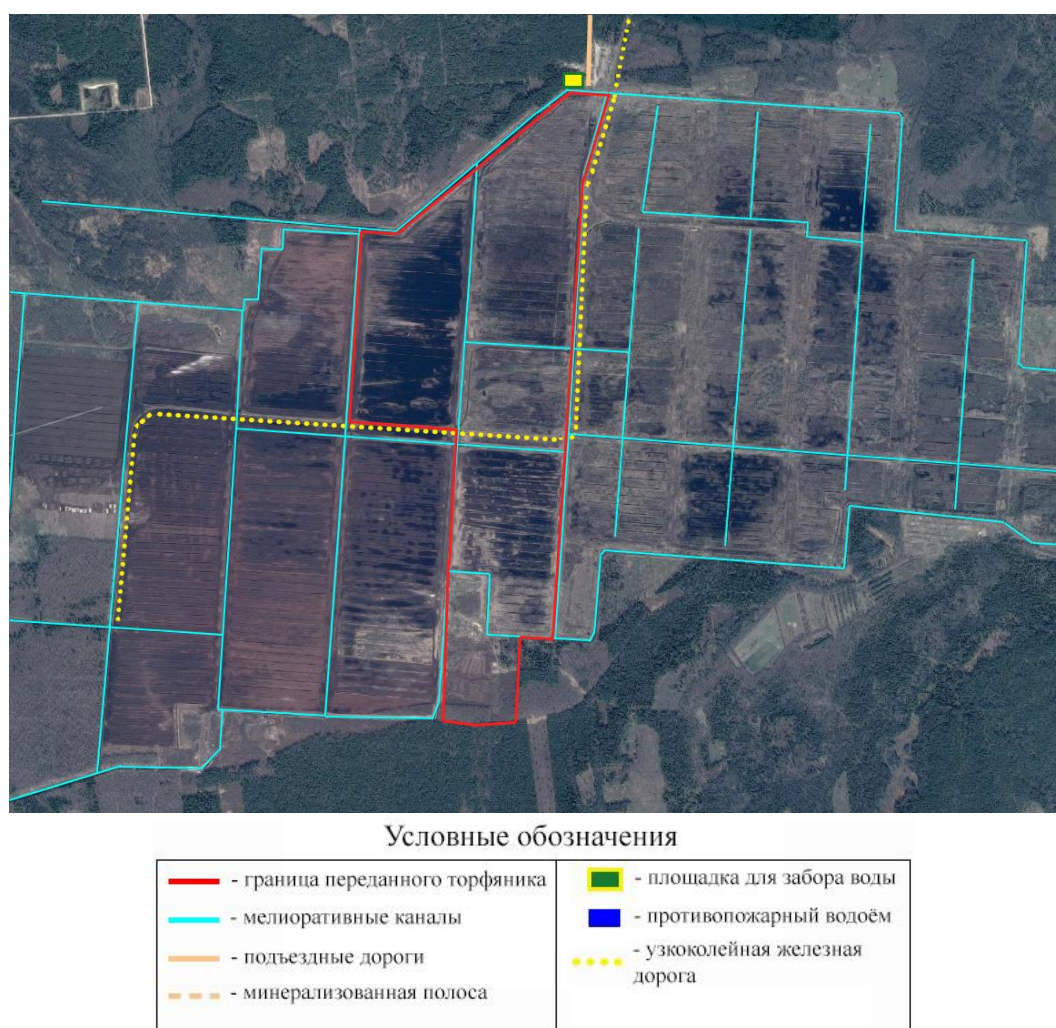 Условные обозначения
- граница переданного торфяника
- мелиоративные каналы
- подъездные дороги
- минерализованная полоса
- площадка для забора воды
- противопожарный водоём
- узкоколейная железная
дорога